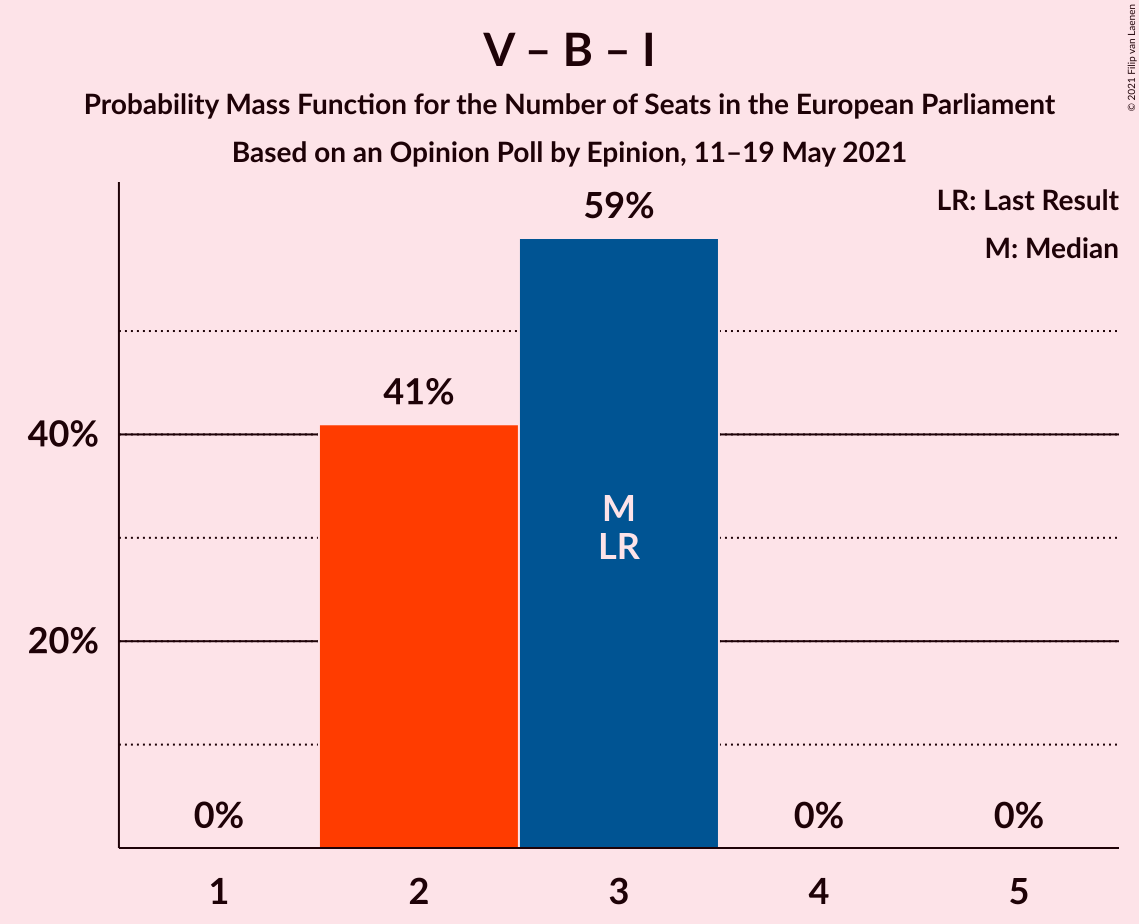 V – B – I
Probability Mass Function for the Number of Seats in the European Parliament
Based on an Opinion Poll by Epinion, 11–19 May 2021
© 2021 Filip van Laenen
LR: Last Result
M: Median
59%
41%
40%
M
LR
20%
0%
0%
0%
1
2
3
4
5